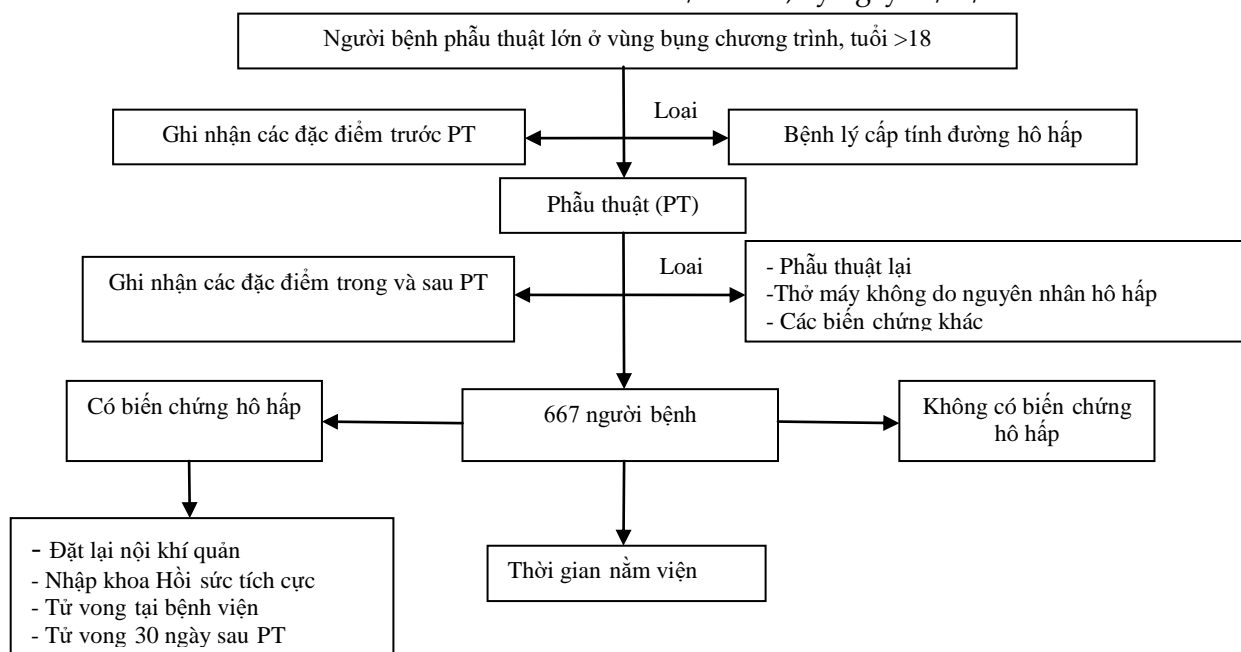 Người bệnh phẫu thuật lớn ở vùng bụng chương trình, tuổi >18
Loai
Ghi nhận các đặc điểm trước PT
Bệnh lý cấp tính đường hô hấp
Phẫu thuật (PT)
Loai
Ghi nhận các đặc điểm trong và sau PT
- Phẫu thuật lại
-Thở máy không do nguyên nhân hô hấp
- Các biến chứng khác
Có biến chứng hô hấp
667 người bệnh
Không có biến chứng
hô hấp
- Đặt lại nội khí quản
- Nhập khoa Hồi sức tích cực
- Tử vong tại bệnh viện
- Tử vong 30 ngày sau PT
Thời gian nằm viện